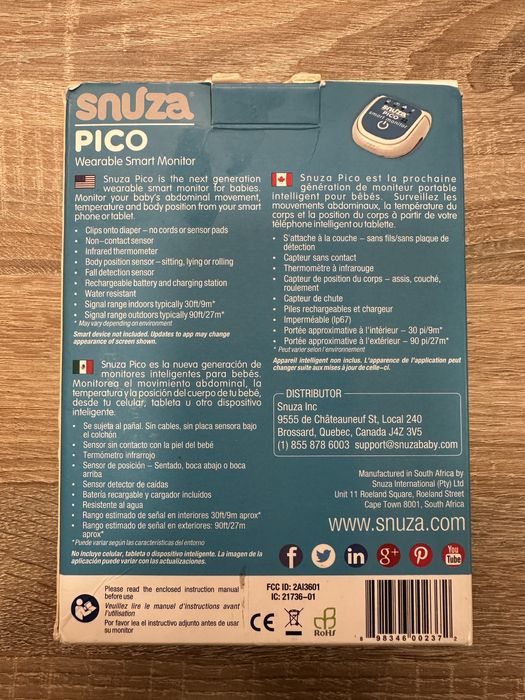 snuza
PICO
Wearable Smart Monitor
snuza
PICO
smart monitor
Snuza Pico is the next generation
wearable smart monitor for babies.
Monitor your baby's abdominal movement,
temperature and body position from your smart
phone or tablet.
• Clips onto diaper – no cords or sensor pads
• Non-contact sensor
• Infrared thermometer
• Body position sensor – sitting, lying or rolling
• Fall detection sensor
• Rechargeable battery and charging station
• Water resistant
• Signal range indoors typically 30ft/9m*
• Signal range outdoors typically 90ft/27m*
* May vary depending on environment
Smart device not included. Updates to app may change
appearance of screen shown.
Snuza Pico est la prochaine
génération de moniteur portable
intelligent pour bébés. Surveillez les
mouvements abdominaux, la température du
corps et la position du corps à partir de votre
téléphone intelligent ou tablette.
• S'attache à la couche – sans fils/sans plaque de
détection
• Capteur sans contact
• Thermomètre à infrarouge
• Capteur de position du corps – assis, couché,
roulement
• Capteur de chute
• Piles rechargeables et chargeur
• Imperméable (Ip67)
• Portée approximative à l'intérieur – 30 pi/9m*
• Portée approximative à l'extérieur – 90 pi/27m*
* Peut varier selon l'environnement
Appareil intelligent non inclus. L'apparence de l'application peut
changer suite aux mises à jour de celle-ci.
Snuza Pico es la nueva generación de
monitores inteligentes para bebés.
Monitorea el movimiento abdominal, la
temperatura y la posición del cuerpo de tu bebé,
desde tu celular, tableta u otro dispositivo
inteligente.
• Se sujeta al pañal. Sin cables, sin placa sensora bajo
el colchón
• Sensor sin contacto con la piel del bebé
• Termómetro infrarrojo
• Sensor de posición – Sentado, boca abajo o boca
arriba
• Sensor detector de caídas
• Batería recargable y cargador incluidos
• Resistente al agua
• Rango estimado de señal en interiores 30ft/9m aprox*
• Rango estimado de señal en exteriores: 90ft/27m
aprox*
*Puede variar según las características del entorno
No incluye celular, tableta o dispositivo inteligente. La imagen de la
aplicación puede variar con las actualizaciones.
DISTRIBUTOR
Snuza Inc
9555 de Châteauneuf St, Local 240
Brossard, Quebec, Canada J4Z 3V5
(1) 855 878 6003 support@snuzababy.com
Manufactured in South Africa by
Snuza International (Pty) Ltd
Unit 11 Roeland Square, Roeland Street
Cape Town 8001, South Africa
www.snuza.com
f in g+ You
Tube
Please read the enclosed instruction manual
before use
Veuillez lire le manuel d'instructions avant
l'utilisation
Por favor lea el instructivo adjunto antes de usar
su monitor
FCC ID: 2AI3601
IC: 21736-01
CE
RoHS
8 98346 00237 2